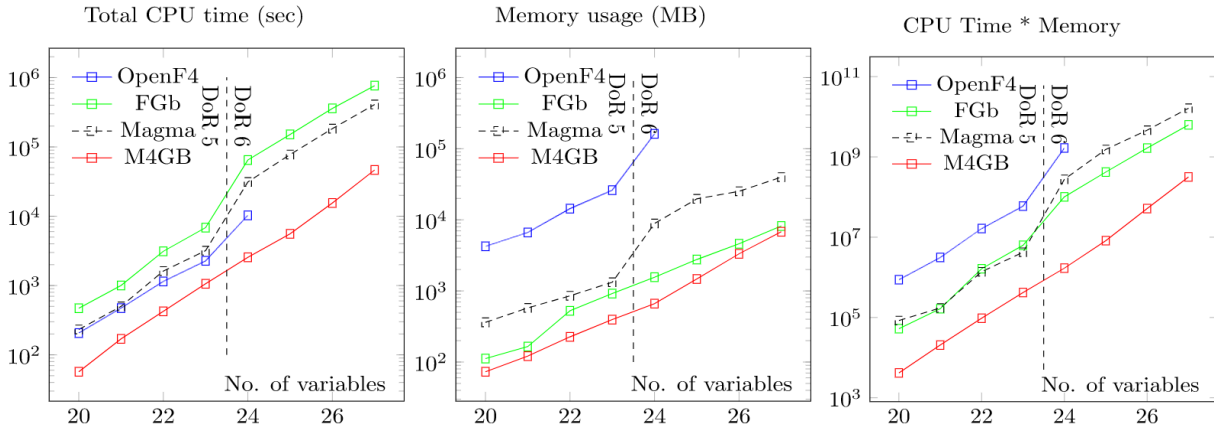 Total CPU time (sec)
10^6
10^5
10^4
10^3
10^2
OpenF4
FGb
Magma
M4GB
DoR 5
DoR 6
No. of variables
20 22 24 26
Memory usage (MB)
10^6
10^5
10^4
10^3
10^2
OpenF4
FGb
Magma
M4GB
DoR 5
DoR 6
No. of variables
20 22 24 26
CPU Time * Memory
10^11
10^9
10^7
10^5
10^3
OpenF4
FGb
Magma
M4GB
DoR 5
DoR 6
No. of variables
20 22 24 26